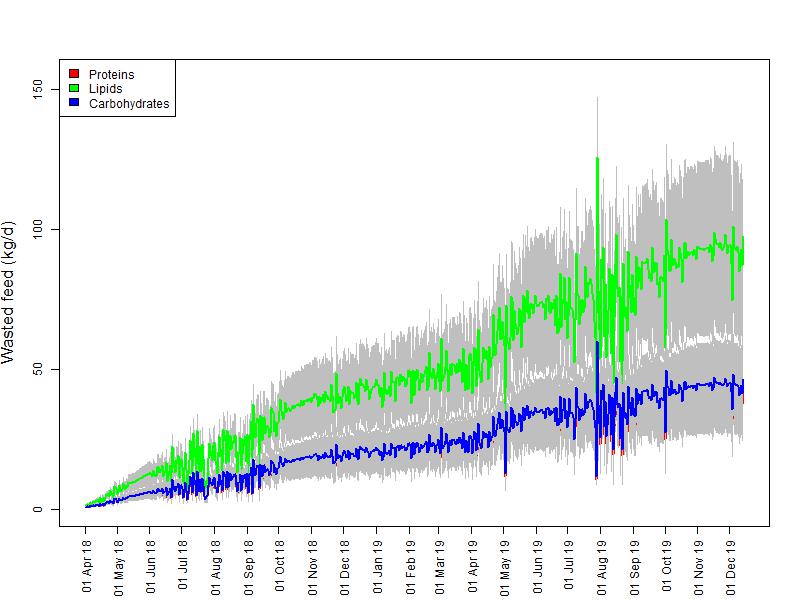 Proteins
Lipids
Carbohydrates
Wasted feed (kg/d)
150
100
50
0
01 Apr 18
01 May 18
01 Jun 18
01 Jul 18
01 Aug 18
01 Sep 18
01 Oct 18
01 Nov 18
01 Dec 18
01 Jan 19
01 Feb 19
01 Mar 19
01 Apr 19
01 May 19
01 Jun 19
01 Jul 19
01 Aug 19
01 Sep 19
01 Oct 19
01 Nov 19
01 Dec 19